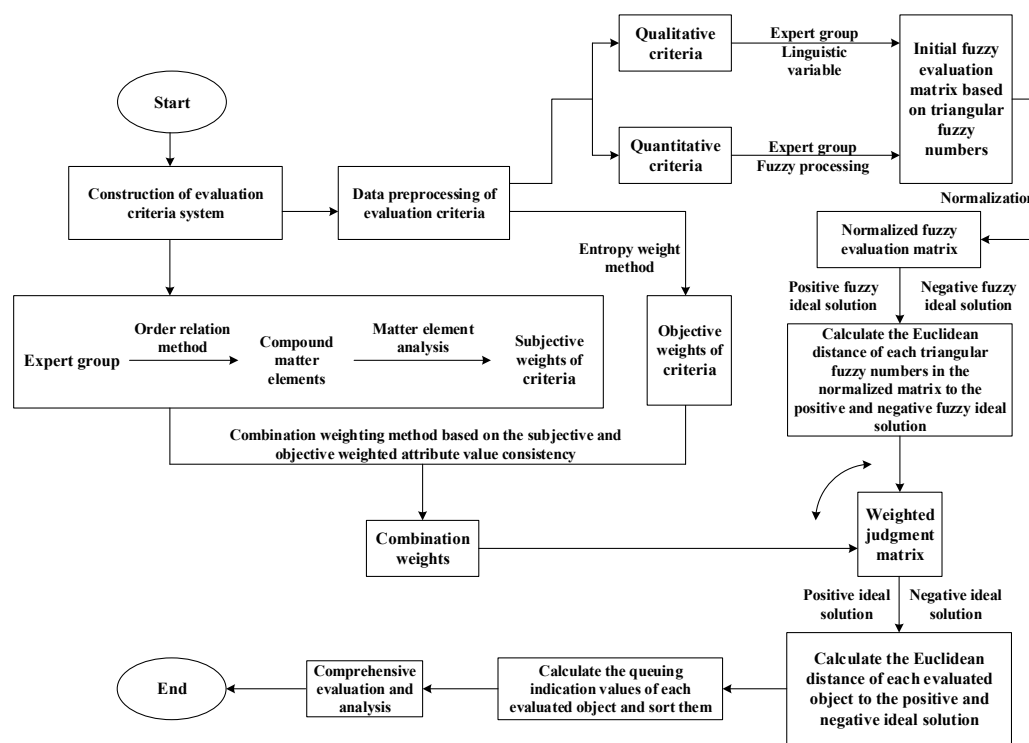 Start
Construction of evaluation
criteria system
Data preprocessing of
evaluation criteria
Qualitative
criteria
Quantitative
criteria
Expert group
Linguistic
variable
Expert group
Fuzzy processing
Initial fuzzy
evaluation
matrix based
on triangular
fuzzy
numbers
Normalization
Normalized fuzzy
evaluation matrix
Positive fuzzy
ideal solution
Negative fuzzy
ideal solution
Calculate the Euclidean
distance of each triangular
fuzzy numbers in the
normalized matrix to the
positive and negative fuzzy ideal
solution
Entropy weight
method
Objective
weights of
criteria
Expert group
Order relation
method
Compound
matter
elements
Matter element
analysis
Subjective
weights of
criteria
Combination weighting method based on the subjective and
objective weighted attribute value consistency
Combination
weights
Weighted
judgment
matrix
Positive ideal
solution
Negative ideal
solution
Calculate the Euclidean
distance of each evaluated
object to the positive and
negative ideal solution
Calculate the queuing
indication values of each
evaluated object and sort them
Comprehensive
evaluation and
analysis
End